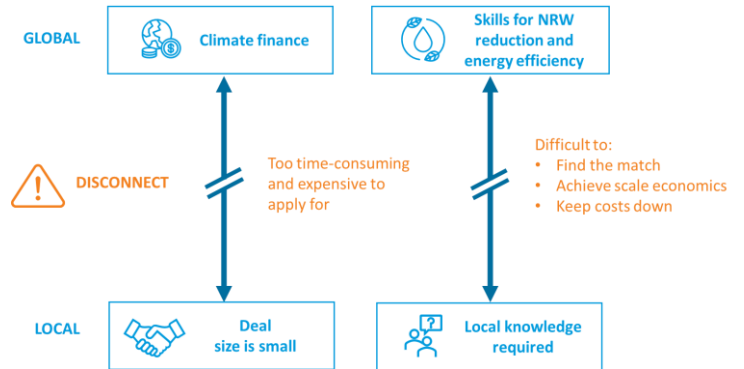 GLOBAL
Climate finance
Skills for NRW
reduction and
energy efficiency
DISCONNECT
Too time-consuming
and expensive to
apply for
Difficult to:
• Find the match
• Achieve scale economics
• Keep costs down
LOCAL
Deal
size is small
Local knowledge
required